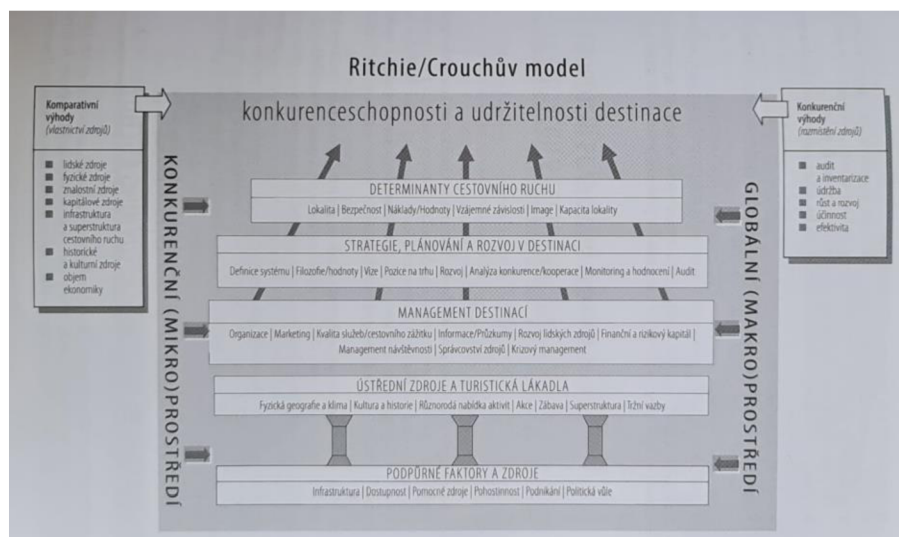 Ritchie/Crouchův model
konkurenceschopnosti a udržitelnosti destinace
Komparativní
výhody
(vlastnictví zdrojů)
lidské zdroje
fyzické zdroje
znalostní zdroje
kapitálové zdroje
infrastruktura
a superstruktura
cestovního ruchu
historické
a kulturní zdroje
objem
ekonomiky
KONKURENČNÍ (MIKRO)PROSTŘEDÍ
DETERMINANTY CESTOVNÍHO RUCHU
Lokalita | Bezpečnost | Náklady/Hodnoty | Vzájemné závislosti | Image | Kapacita lokality
STRATEGIE, PLÁNOVÁNÍ A ROZVOJ V DESTINACI
Definice systému | Filozofie/hodnoty | Vize | Pozice na trhu | Rozvoj | Analýza konkurence/kooperace | Monitoring a hodnocení | Audit
MANAGEMENT DESTINACÍ
Organizace | Marketing | Kvalita služeb/cestovního zážitku | Informace/Průzkumy | Rozvoj lidských zdrojů | Finanční a rizikový kapitál |
Management návštěvnosti | Správcovství zdrojů | Krizový management
ÚSTŘEDNÍ ZDROJE A TURISTICKÁ LÁKADLA
Fyzická geografie a klima | Kultura a historie | Různorodá nabídka aktivit | Akce | Zábava | Superstruktura | Tržní vazby
PODPŮRNÉ FAKTORY A ZDROJE
Infrastruktura | Dostupnost | Pomocné zdroje | Pohostinnost | Podnikání | Politická vůle
GLOBÁLNÍ (MAKRO)PROSTŘEDÍ
Konkurenční
výhody
(rozmístění zdrojů)
audit
a inventarizace
údržba
růst a rozvoj
účinnost
efektivita